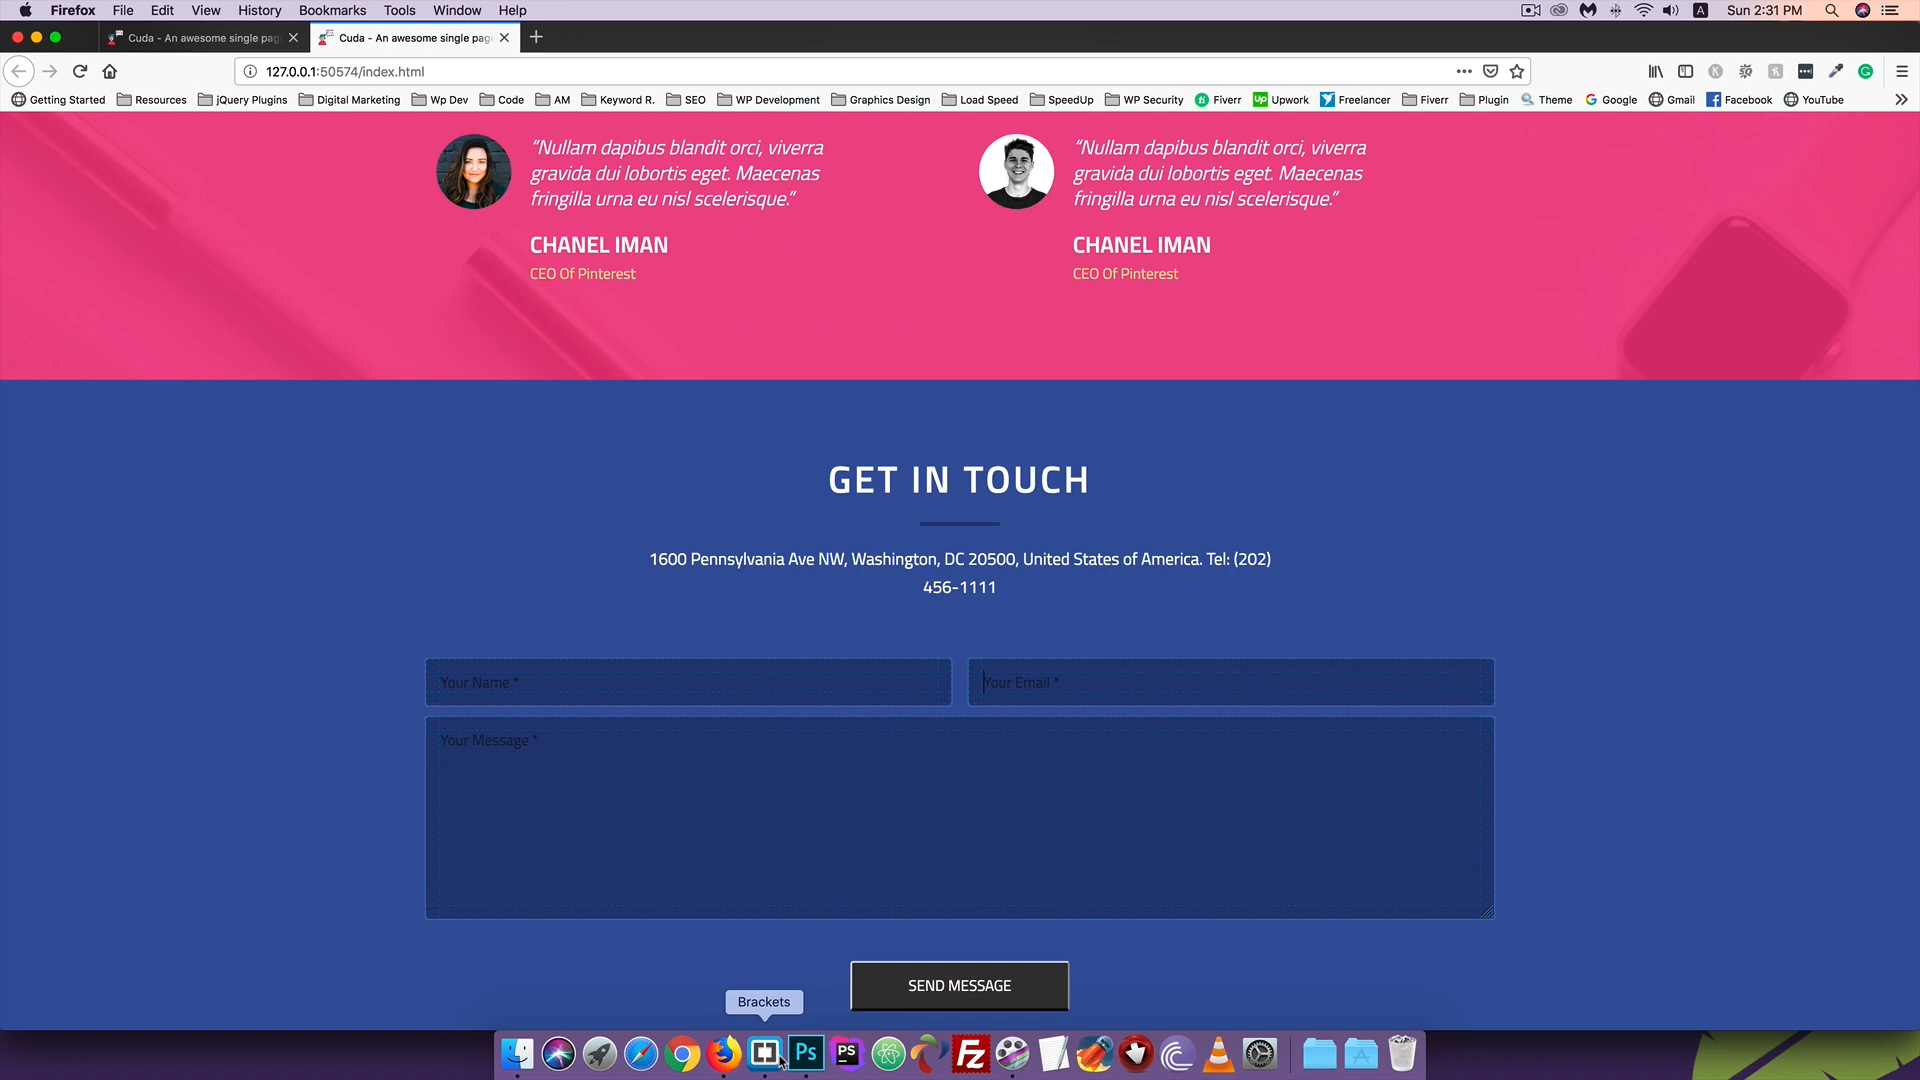 Firefox File Edit View History Bookmarks Tools Window Help
A Sun 2:31 PM
Cuda - An awesome single pag
Cuda - An awesome single pag
127.0.0.1:50574/index.html
Getting Started Resources jQuery Plugins Digital Marketing Wp Dev Code AM Keyword R. SEO WP Development Graphics Design Load Speed SpeedUp WP Security Fiverr Upwork Freelancer Fiverr Plugin Theme Google Gmail Facebook YouTube
“Nullam dapibus blandit orci, viverra
gravida dui lobortis eget. Maecenas
fringilla urna eu nisl scelerisque.”
CHANEL IMAN
CEO Of Pinterest
“Nullam dapibus blandit orci, viverra
gravida dui lobortis eget. Maecenas
fringilla urna eu nisl scelerisque.”
CHANEL IMAN
CEO Of Pinterest
GET IN TOUCH
1600 Pennsylvania Ave NW, Washington, DC 20500, United States of America. Tel: (202)
456-1111
Your Name *
Your Email *
Your Message *
SEND MESSAGE
Brackets
Ps
PS
Fz